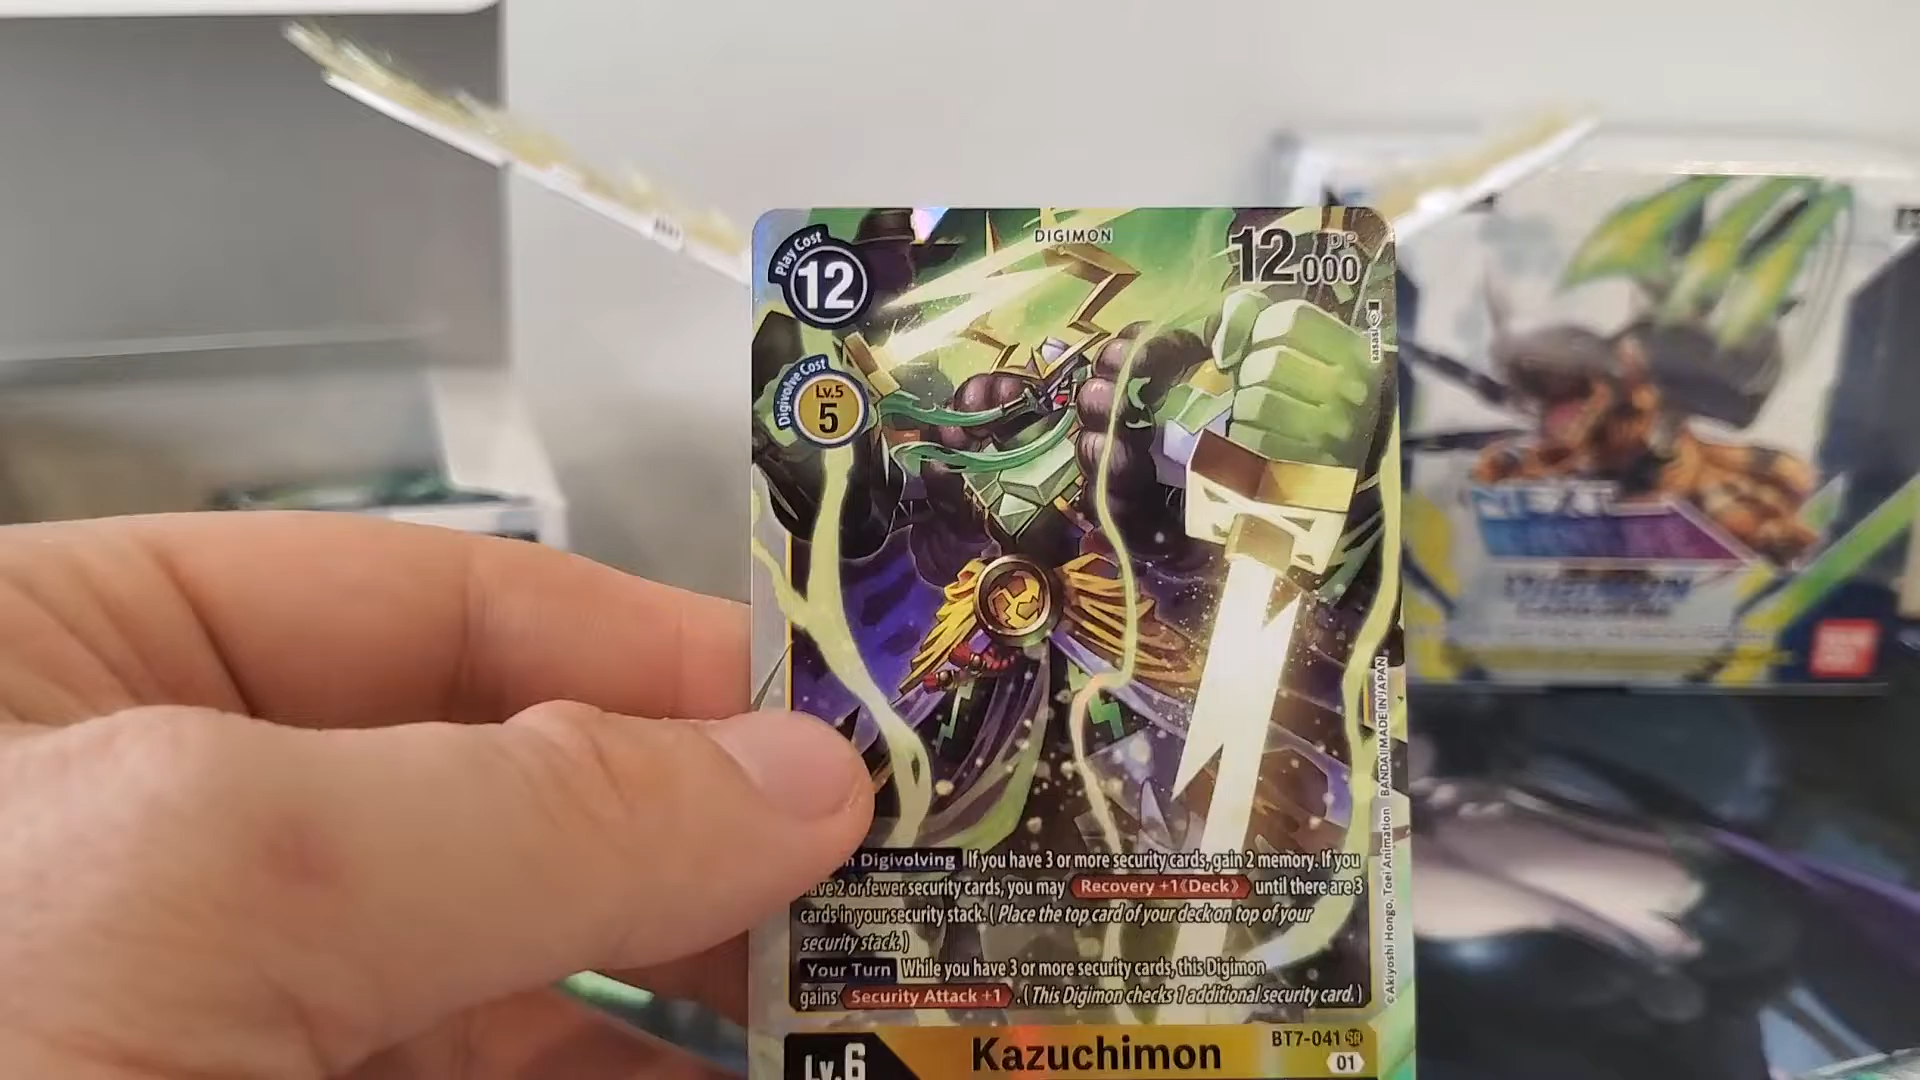 DIGIMON
Play Cost
12
12000
DP
sasasi
Digivolve Cost
Lv.5
5
Digivolving If you have 3 or more security cards, gain 2 memory. If you
2 or fewer security cards, you may Recovery +1《Deck》 until there are 3
cards in your security stack. ( Place the top card of your deck on top of your
security stack.)
Your Turn While you have 3 or more security cards, this Digimon
gains Security Attack +1 . ( This Digimon checks 1 additional security card. )
©Akiyoshi Hongo, Toei Animation BANDAI MADE IN JAPAN
BT7-041 SR
Lv.6
Kazuchimon
01